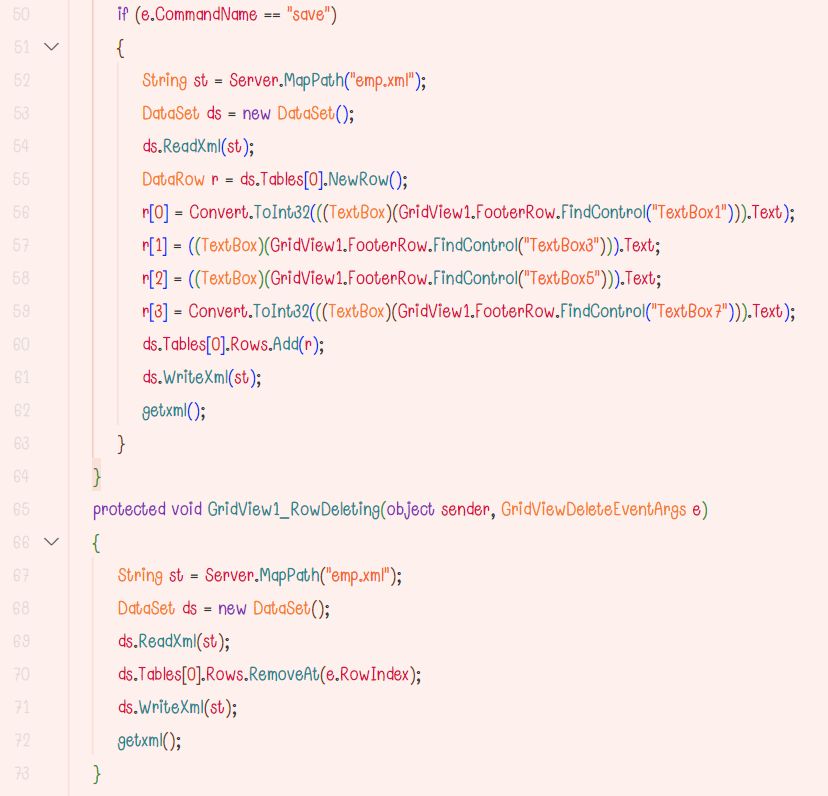 50 if (e.CommandName == "save")
51 {
52 String st = Server.MapPath("emp.xml");
53 DataSet ds = new DataSet();
54 ds.ReadXml(st);
55 DataRow r = ds.Tables[0].NewRow();
56 r[0] = Convert.ToInt32(((TextBox)(GridView1.FooterRow.FindControl("TextBox1"))).Text);
57 r[1] = ((TextBox)(GridView1.FooterRow.FindControl("TextBox3"))).Text;
58 r[2] = ((TextBox)(GridView1.FooterRow.FindControl("TextBox5"))).Text;
59 r[3] = Convert.ToInt32(((TextBox)(GridView1.FooterRow.FindControl("TextBox7"))).Text);
60 ds.Tables[0].Rows.Add(r);
61 ds.WriteXml(st);
62 getxml();
63 }
64 }
65 protected void GridView1_RowDeleting(object sender, GridViewDeleteEventArgs e)
66 {
67 String st = Server.MapPath("emp.xml");
68 DataSet ds = new DataSet();
69 ds.ReadXml(st);
70 ds.Tables[0].Rows.RemoveAt(e.RowIndex);
71 ds.WriteXml(st);
72 getxml();
73 }